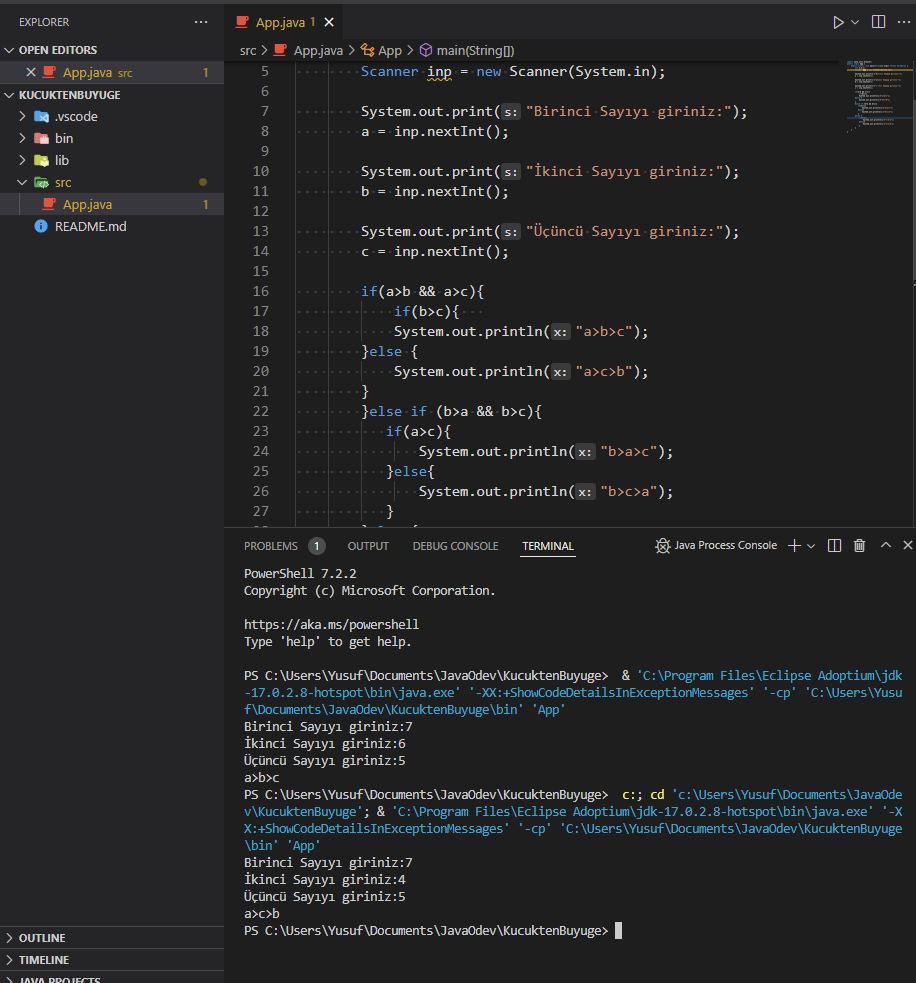 EXPLORER
OPEN EDITORS
App.java src 1
KUCUKTENBUYUGE
.vscode
bin
lib
src
App.java 1
README.md
OUTLINE
TIMELINE
JAVA PROJECTS
App.java 1
src > App.java > App > main(String[])
5 Scanner inp = new Scanner(System.in);
6
7 System.out.print(s: "Birinci Sayıyı giriniz:");
8 a = inp.nextInt();
9
10 System.out.print(s: "İkinci Sayıyı giriniz:");
11 b = inp.nextInt();
12
13 System.out.print(s: "Üçüncü Sayıyı giriniz:");
14 c = inp.nextInt();
15
16 if(a>b && a>c){
17 if(b>c){
18 System.out.println(x: "a>b>c");
19 }else {
20 System.out.println(x: "a>c>b");
21 }
22 }else if (b>a && b>c){
23 if(a>c){
24 System.out.println(x: "b>a>c");
25 }else{
26 System.out.println(x: "b>c>a");
27 }
PROBLEMS 1 OUTPUT DEBUG CONSOLE TERMINAL Java Process Console
PowerShell 7.2.2
Copyright (c) Microsoft Corporation.
https://aka.ms/powershell
Type 'help' to get help.
PS C:\Users\Yusuf\Documents\JavaOdev\KucuktenBuyuge> & 'C:\Program Files\Eclipse Adoptium\jdk
-17.0.2.8-hotspot\bin\java.exe' '-XX:+ShowCodeDetailsInExceptionMessages' '-cp' 'C:\Users\Yusu
f\Documents\JavaOdev\KucuktenBuyuge\bin' 'App'
Birinci Sayıyı giriniz:7
İkinci Sayıyı giriniz:6
Üçüncü Sayıyı giriniz:5
a>b>c
PS C:\Users\Yusuf\Documents\JavaOdev\KucuktenBuyuge> c:; cd 'c:\Users\Yusuf\Documents\JavaOde
v\KucuktenBuyuge'; & 'C:\Program Files\Eclipse Adoptium\jdk-17.0.2.8-hotspot\bin\java.exe' '-X
X:+ShowCodeDetailsInExceptionMessages' '-cp' 'C:\Users\Yusuf\Documents\JavaOdev\KucuktenBuyuge
\bin' 'App'
Birinci Sayıyı giriniz:7
İkinci Sayıyı giriniz:4
Üçüncü Sayıyı giriniz:5
a>c>b
PS C:\Users\Yusuf\Documents\JavaOdev\KucuktenBuyuge>